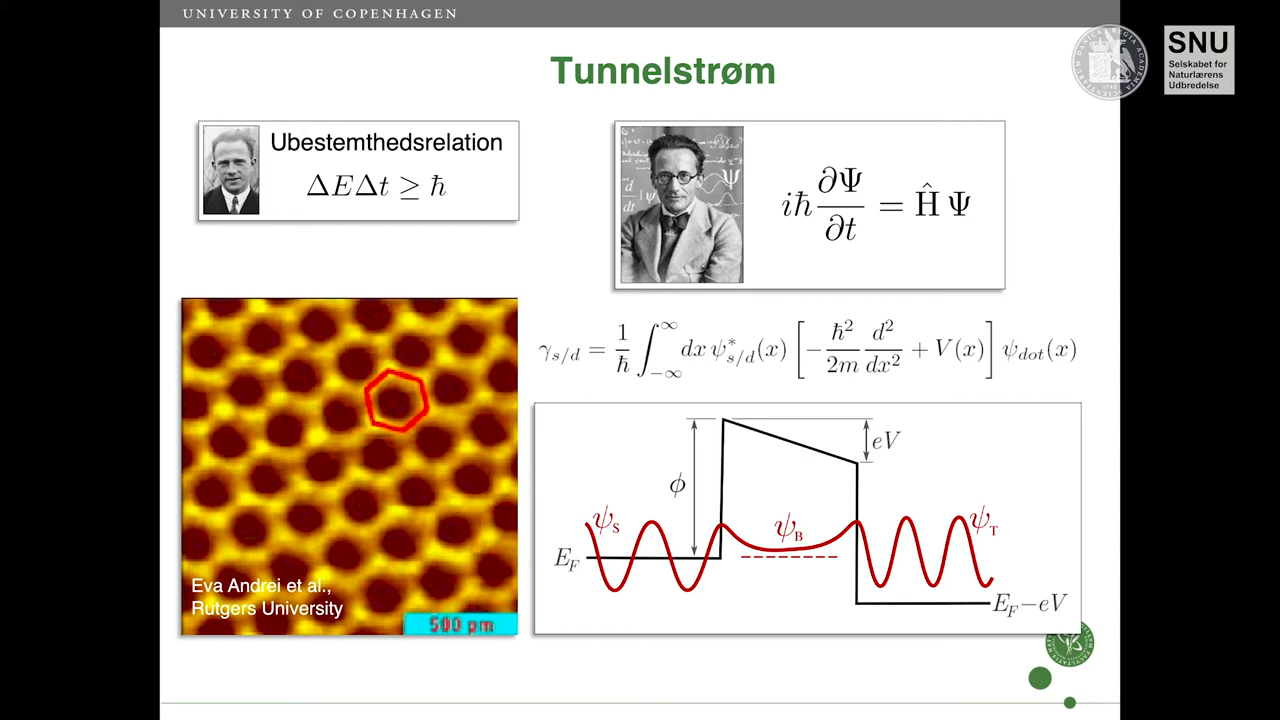 UNIVERSITY OF COPENHAGEN
SNU
Selskabet for
Naturlærens
Udbredelse
Tunnelstrøm
Ubestemthedsrelation
ΔEΔt ≥ ħ
iħ ∂Ψ/∂t = Ĥ Ψ
γ_{s/d} = 1/ħ ∫_{−∞}^{∞} dx ψ*_{s/d}(x) [−ħ²/2m d²/dx² + V(x)] ψ_{dot}(x)
eV
ϕ
ψ_S
ψ_B
ψ_T
E_F
E_F−eV
Eva Andrei et al.,
Rutgers University
500 pm